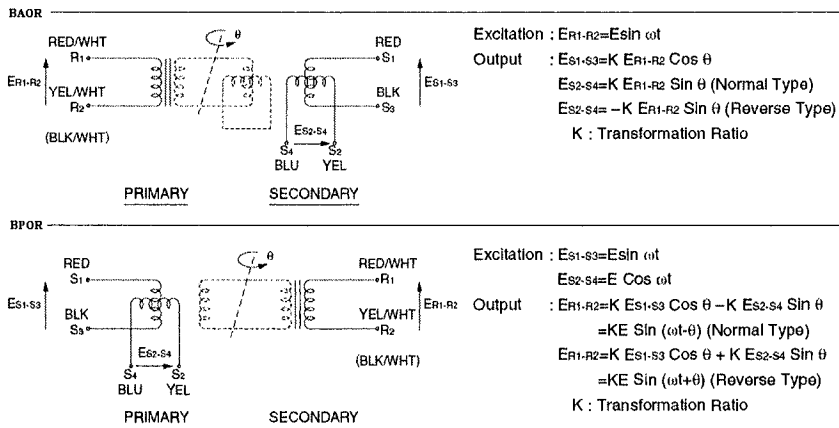 BAOR
RED/WHT
R1
ER1-R2
YEL/WHT
R2
(BLK/WHT)
θ
RED
S1
ES1-S3
BLK
S3
ES2-S4
S4 S2
BLU YEL
PRIMARY SECONDARY
Excitation : ER1-R2=Esin ωt
Output : ES1-S3=K ER1-R2 Cos θ
ES2-S4=K ER1-R2 Sin θ (Normal Type)
ES2-S4= -K ER1-R2 Sin θ (Reverse Type)
K : Transformation Ratio
BPOR
RED
S1
ES1-S3
BLK
S3
ES2-S4
S4 S2
BLU YEL
θ
RED/WHT
R1
ER1-R2
YEL/WHT
R2
(BLK/WHT)
PRIMARY SECONDARY
Excitation : ES1-S3=Esin ωt
ES2-S4=E Cos ωt
Output : ER1-R2=K ES1-S3 Cos θ -K ES2-S4 Sin θ
=KE Sin (ωt-θ) (Normal Type)
ER1-R2=K ES1-S3 Cos θ + K ES2-S4 Sin θ
=KE Sin (ωt+θ) (Reverse Type)
K : Transformation Ratio